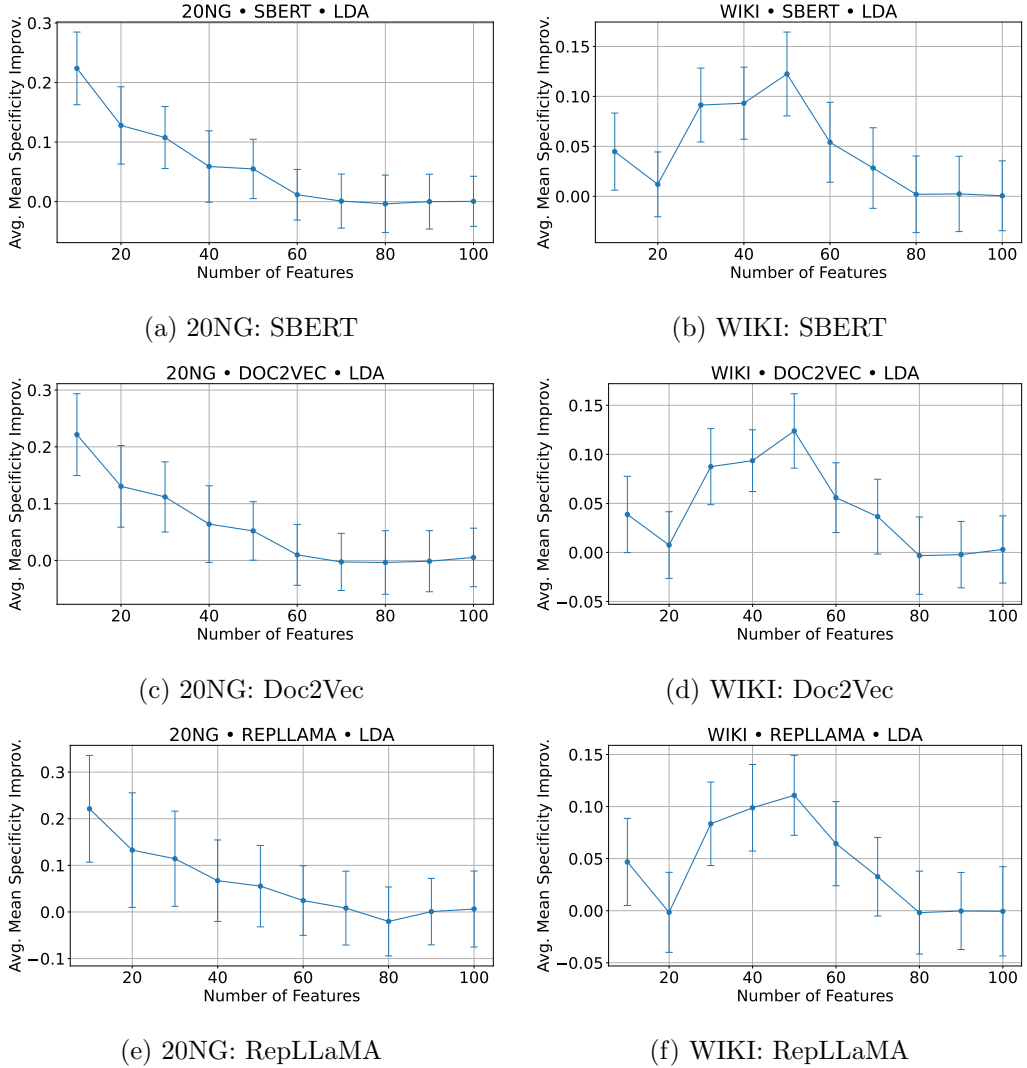 20NG • SBERT • LDA
Avg. Mean Specificity Improv.
0.3
0.2
0.1
0.0
20 40 60 80 100
Number of Features
(a) 20NG: SBERT
WIKI • SBERT • LDA
Avg. Mean Specificity Improv.
0.15
0.10
0.05
0.00
20 40 60 80 100
Number of Features
(b) WIKI: SBERT
20NG • DOC2VEC • LDA
Avg. Mean Specificity Improv.
0.3
0.2
0.1
0.0
20 40 60 80 100
Number of Features
(c) 20NG: Doc2Vec
WIKI • DOC2VEC • LDA
Avg. Mean Specificity Improv.
0.15
0.10
0.05
0.00
−0.05
20 40 60 80 100
Number of Features
(d) WIKI: Doc2Vec
20NG • REPLLAMA • LDA
Avg. Mean Specificity Improv.
0.3
0.2
0.1
0.0
−0.1
20 40 60 80 100
Number of Features
(e) 20NG: RepLLaMA
WIKI • REPLLAMA • LDA
Avg. Mean Specificity Improv.
0.15
0.10
0.05
0.00
−0.05
20 40 60 80 100
Number of Features
(f) WIKI: RepLLaMA